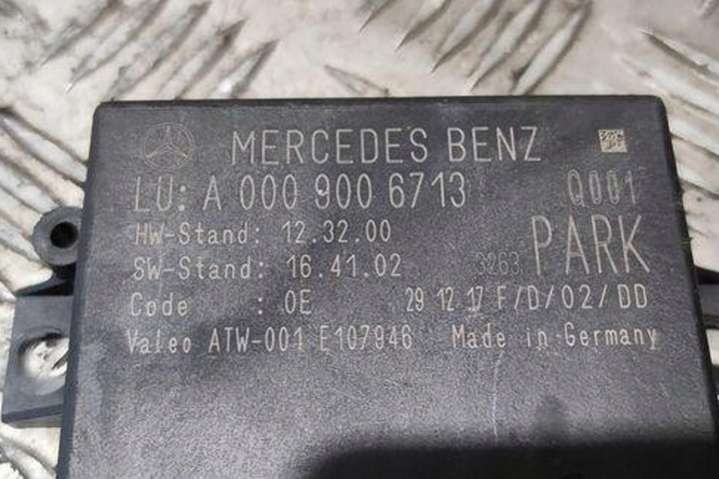 MERCEDES BENZ
LU: A 000 900 6713 Q001
HW-Stand: 12.32.00
SW-Stand: 16.41.02 3263 PARK
Code : 0E 29 12 17 F/D/02/DD
Valeo ATW-001 E107946 Made in Germany